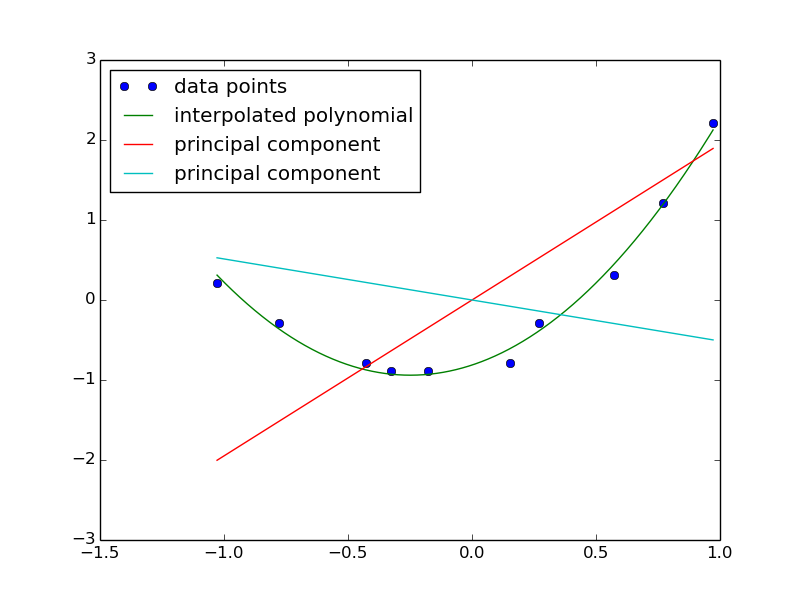 3
2
1
0
−1
−2
−3
data points
interpolated polynomial
principal component
principal component
−1.5 −1.0 −0.5 0.0 0.5 1.0